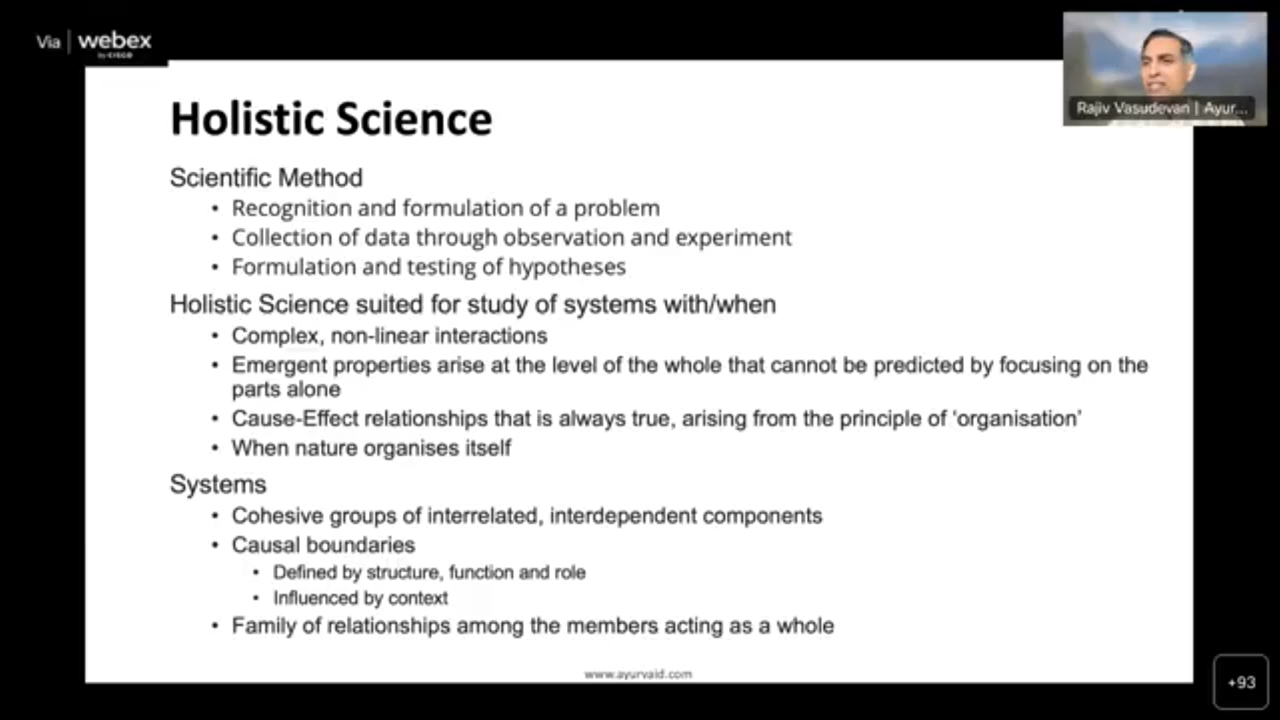 Via | webex
by CISCO
Rajiv Vasudevan | Ayur...
Holistic Science
Scientific Method
• Recognition and formulation of a problem
• Collection of data through observation and experiment
• Formulation and testing of hypotheses
Holistic Science suited for study of systems with/when
• Complex, non-linear interactions
• Emergent properties arise at the level of the whole that cannot be predicted by focusing on the
parts alone
• Cause-Effect relationships that is always true, arising from the principle of ‘organisation’
• When nature organises itself
Systems
• Cohesive groups of interrelated, interdependent components
• Causal boundaries
• Defined by structure, function and role
• Influenced by context
• Family of relationships among the members acting as a whole
www.ayurvaid.com
+93